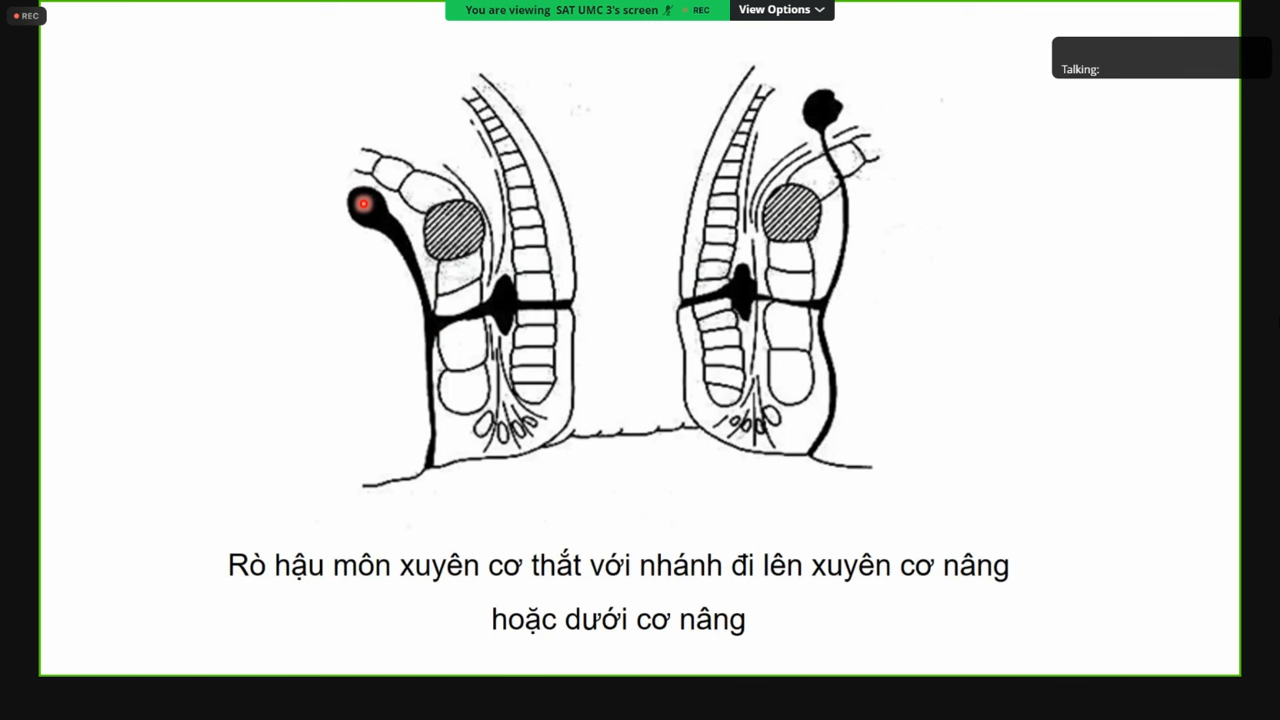 REC
You are viewing SAT UMC 3's screen REC View Options
Talking:
Rò hậu môn xuyên cơ thắt với nhánh đi lên xuyên cơ nâng
hoặc dưới cơ nâng